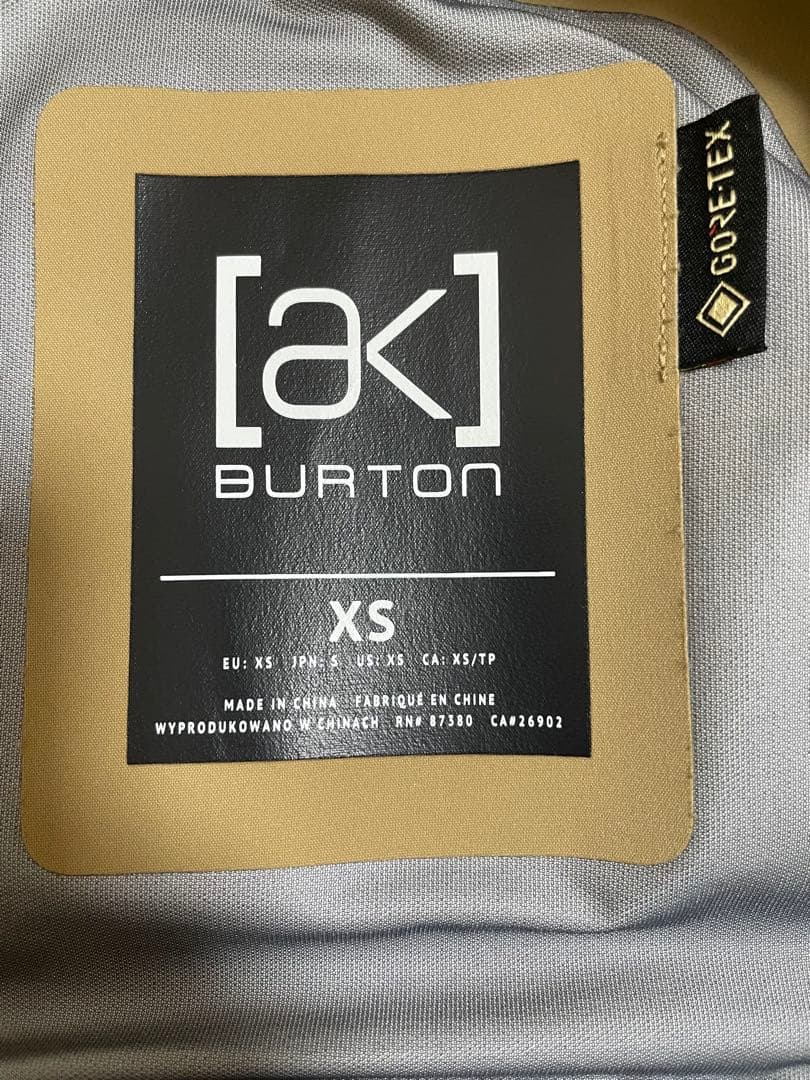 [ak]
BURTON
XS
EU: XS JPN: S US: XS CA: XS/TP
MADE IN CHINA FABRIQUÉ EN CHINE
WYPRODUKOWANO W CHINACH RN# 87380 CA#26902
GORE-TEX